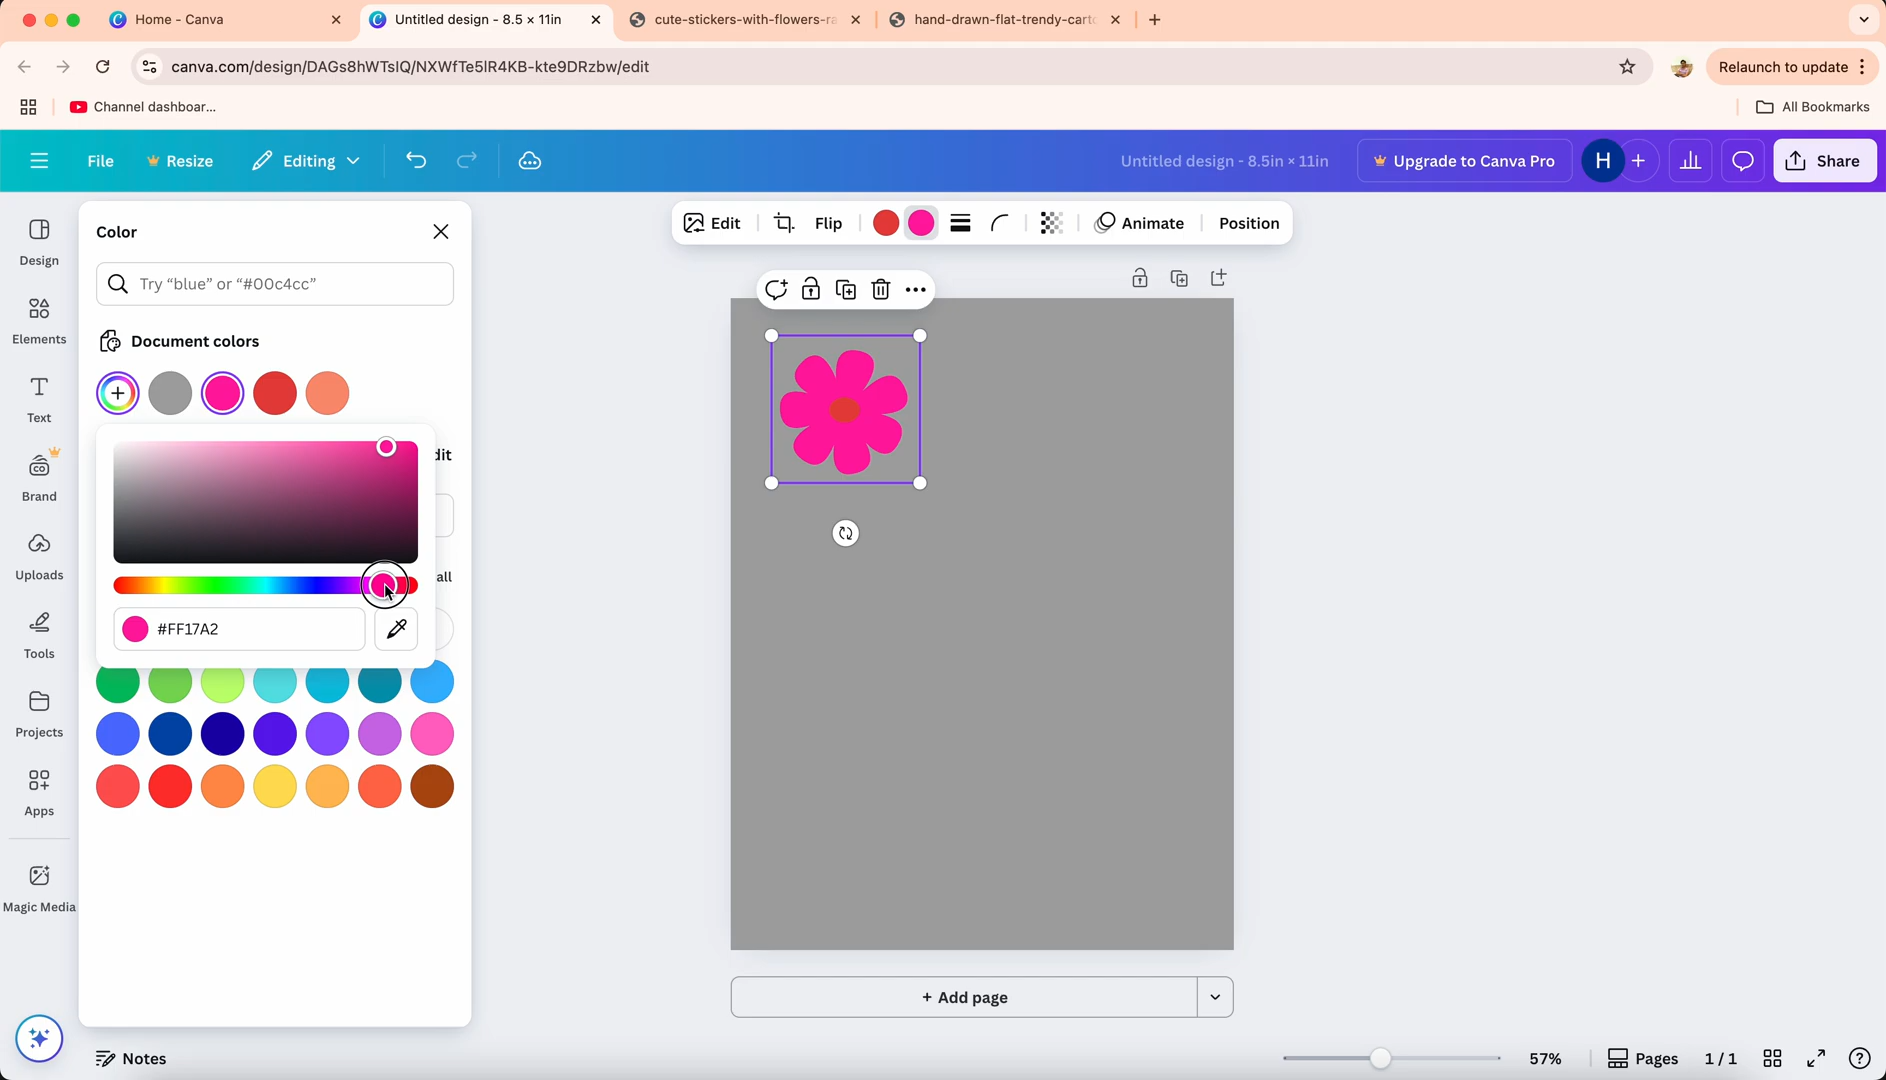 Home - Canva
Untitled design - 8.5 × 11in
cute-stickers-with-flowers-ra
hand-drawn-flat-trendy-carto
canva.com/design/DAGs8hWTsIQ/NXWfTe5lR4KB-kte9DRzbw/edit
Relaunch to update
Channel dashboar...
All Bookmarks
File
Resize
Editing
Untitled design - 8.5in × 11in
Upgrade to Canva Pro
H
Share
Design
Elements
Text
Brand
Uploads
Tools
Projects
Apps
Magic Media
Color
Try “blue” or “#00c4cc”
Document colors
dit
all
#FF17A2
Edit
Flip
Animate
Position
+ Add page
Notes
57%
Pages
1 / 1